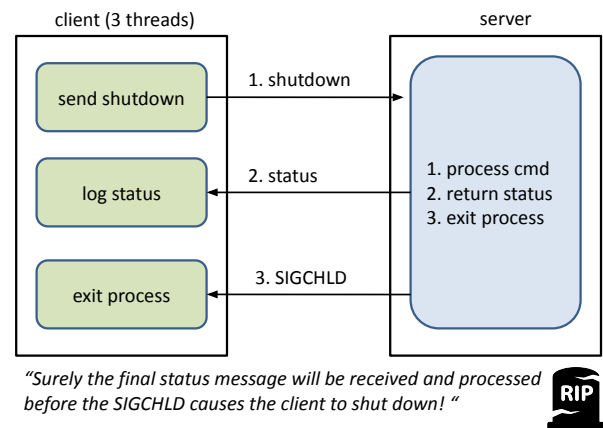 client (3 threads)
server
send shutdown
1. shutdown
log status
2. status
1. process cmd
2. return status
3. exit process
exit process
3. SIGCHLD
“Surely the final status message will be received and processed
before the SIGCHLD causes the client to shut down! “
RIP